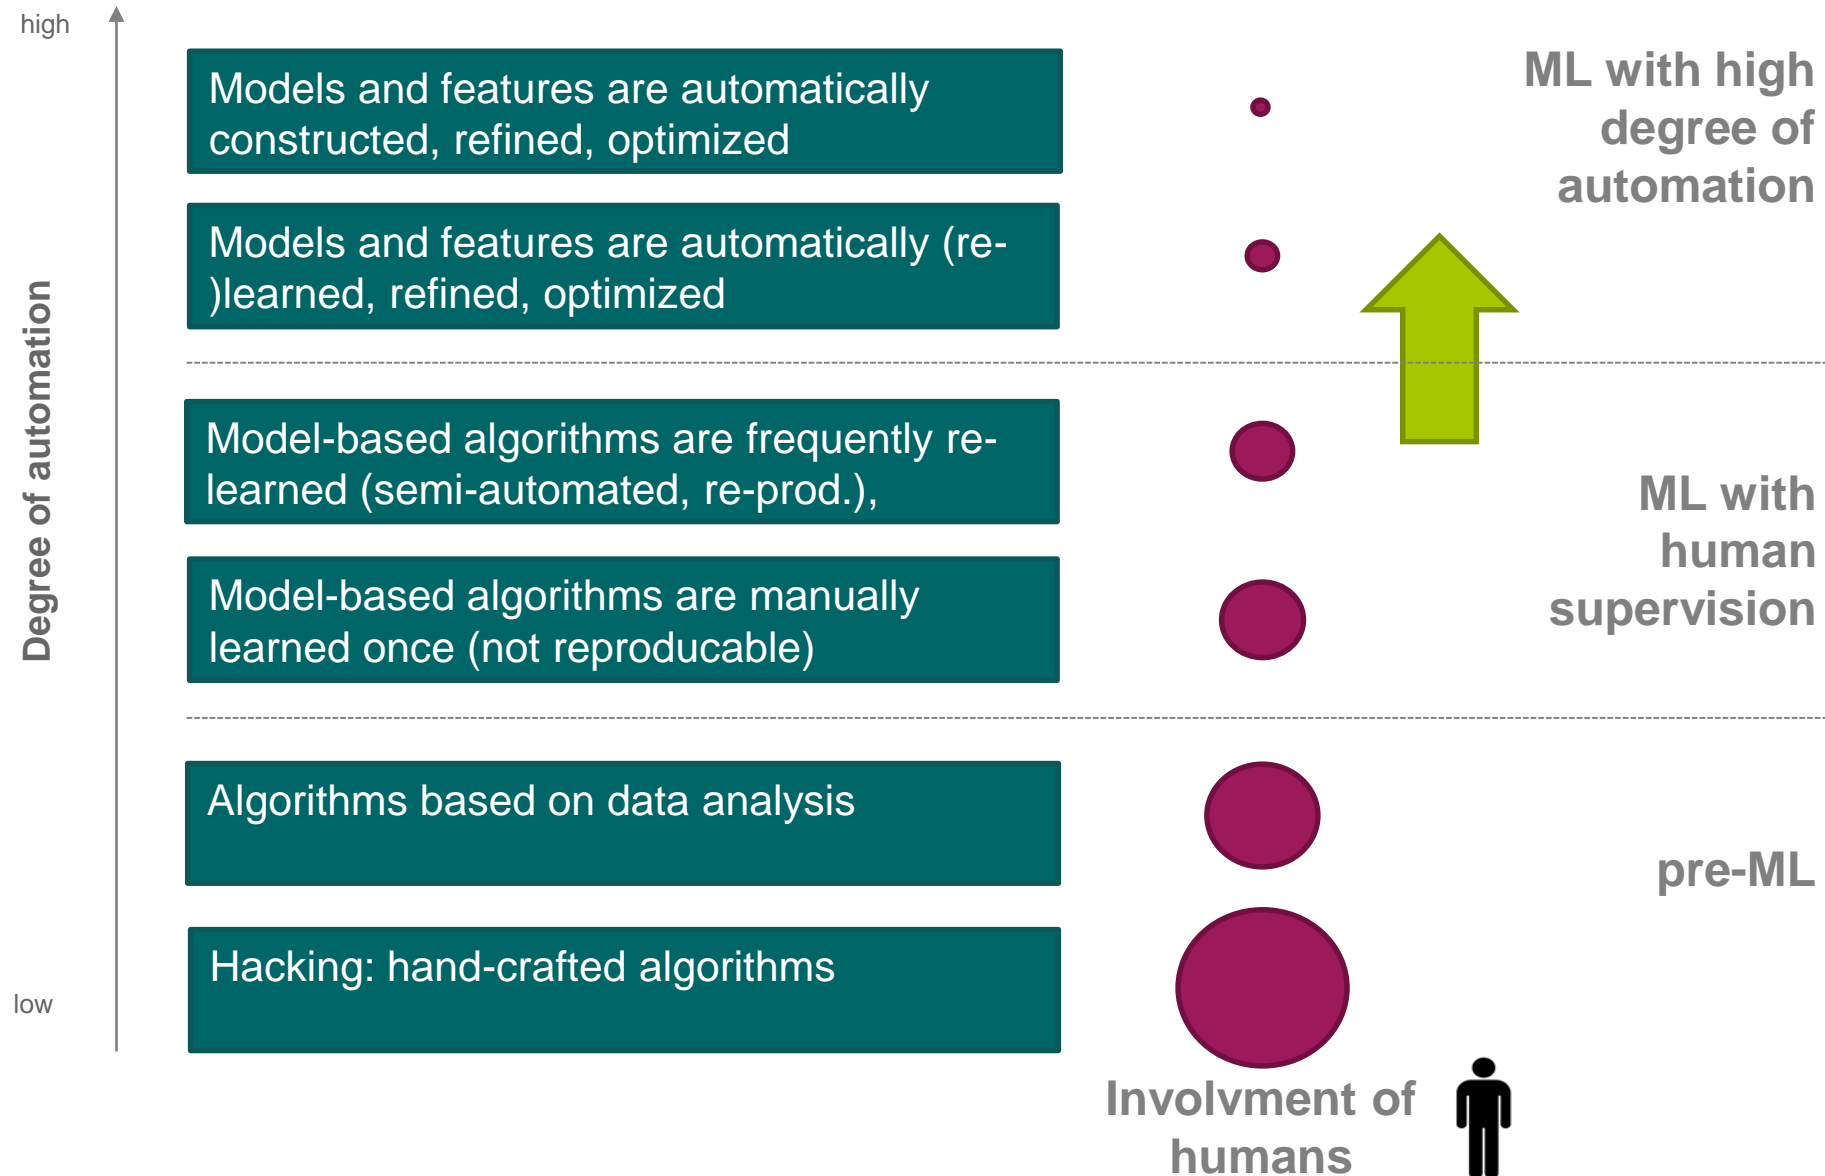 high
Models and features are automatically
constructed, refined, optimized
ML with high
degree of
automation
Models and features are automatically (re-
)learned, refined, optimized
Degree of automation
Model-based algorithms are frequently re-
learned (semi-automated, re-prod.),
ML with
human
supervision
Model-based algorithms are manually
learned once (not reproducable)
Algorithms based on data analysis
pre-ML
Hacking: hand-crafted algorithms
low
Involvment of
humans